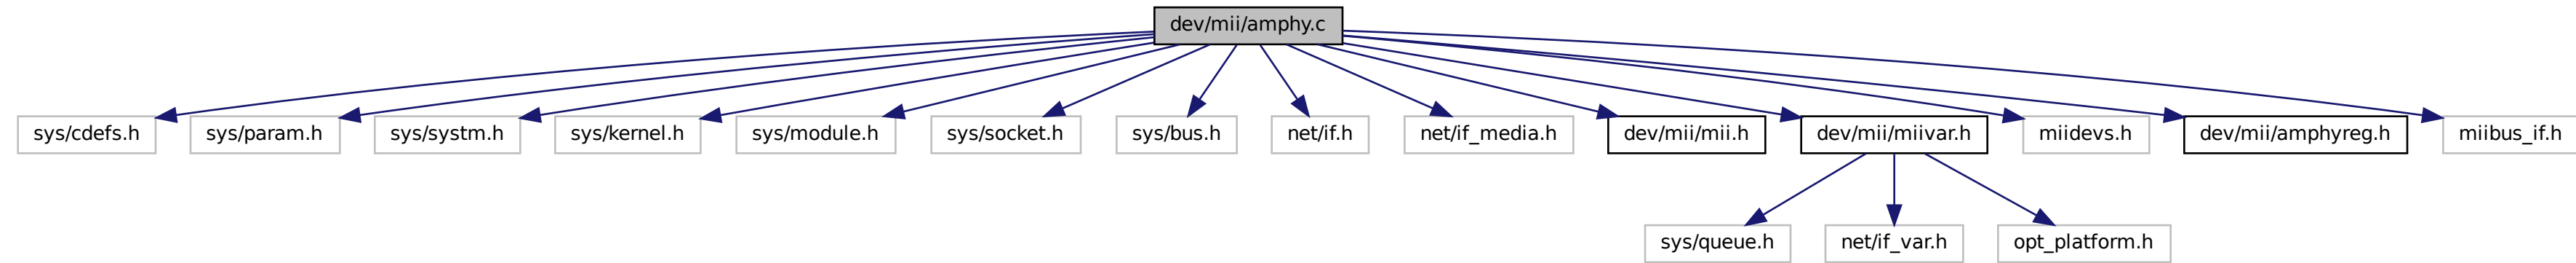 dev/mii/amphy.c
sys/cdefs.h
sys/param.h
sys/systm.h
sys/kernel.h
sys/module.h
sys/socket.h
sys/bus.h
net/if.h
net/if_media.h
dev/mii/mii.h
dev/mii/miivar.h
miidevs.h
dev/mii/amphyreg.h
miibus_if.h
sys/queue.h
net/if_var.h
opt_platform.h